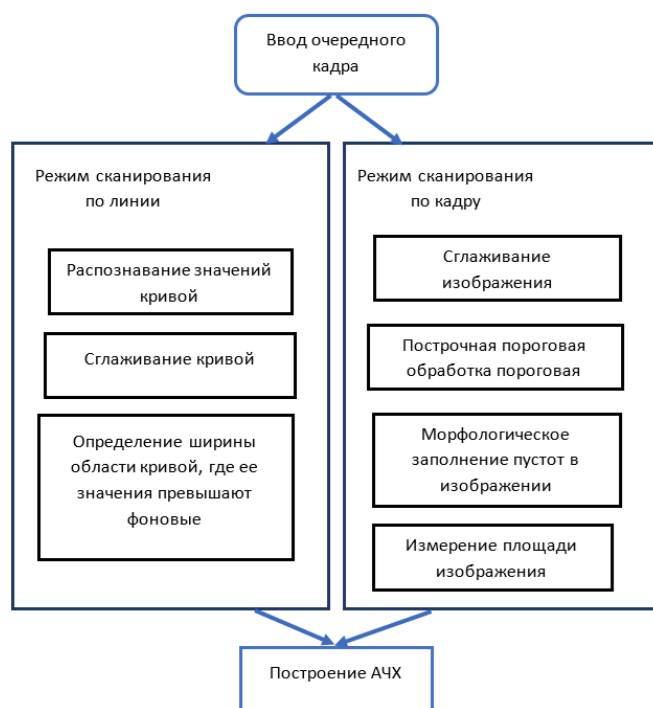 Ввод очередного
кадра
Режим сканирования
по линии
Распознавание значений
кривой
Сглаживание кривой
Определение ширины
области кривой, где ее
значения превышают
фоновые
Режим сканирования
по кадру
Сглаживание
изображения
Построчная пороговая
обработка пороговая
Морфологическое
заполнение пустот в
изображении
Измерение площади
изображения
Построение АЧХ